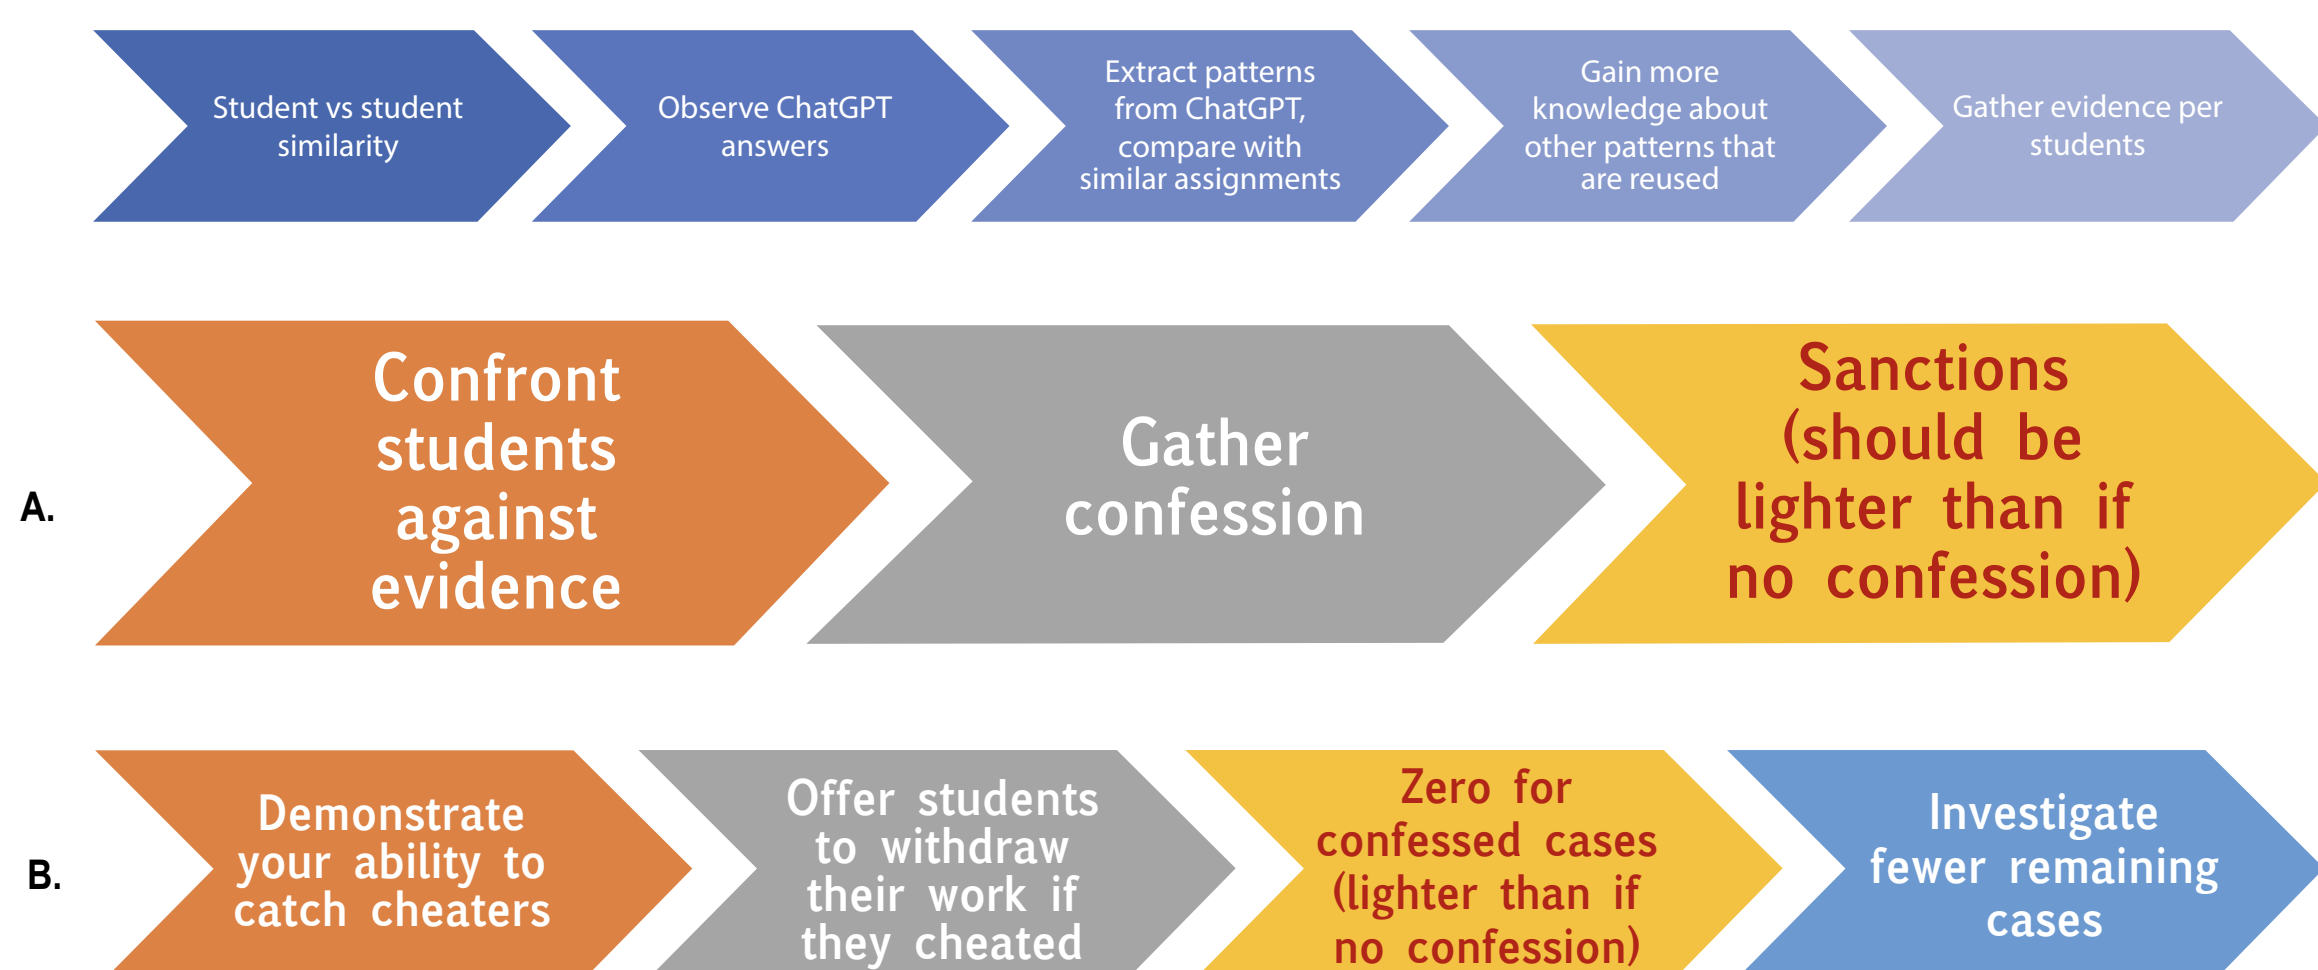 Student vs student
similarity
Observe ChatGPT
answers
Extract patterns
from ChatGPT,
compare with
similar assignments
Gain more
knowledge about
other patterns that
are reused
Gather evidence per
students
A.
Confront
students
against
evidence
Gather
confession
Sanctions
(should be
lighter than if
no confession)
B.
Demonstrate
your ability to
catch cheaters
Offer students
to withdraw
their work if
they cheated
Zero for
confessed cases
(lighter than if
no confession)
Investigate
fewer remaining
cases